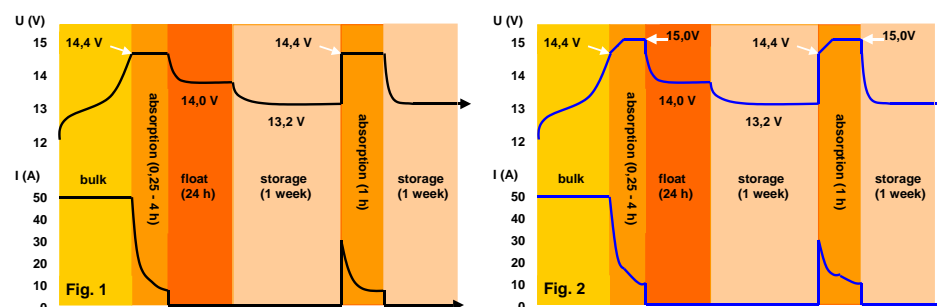 U (V)
15
14
13
12
14,4 V
14,0 V
13,2 V
14,4 V
I (A)
50
40
30
20
10
0
bulk
absorption (0,25 - 4 h)
float
(24 h)
storage
(1 week)
absorption (1 h)
storage
(1 week)
Fig. 1
U (V)
15
14
13
12
14,4 V
15,0V
14,0 V
13,2 V
14,4 V
15,0V
I (A)
50
40
30
20
10
0
bulk
absorption (0,25 - 4 h)
float
(24 h)
storage
(1 week)
absorption (1 h)
storage
(1 week)
Fig. 2